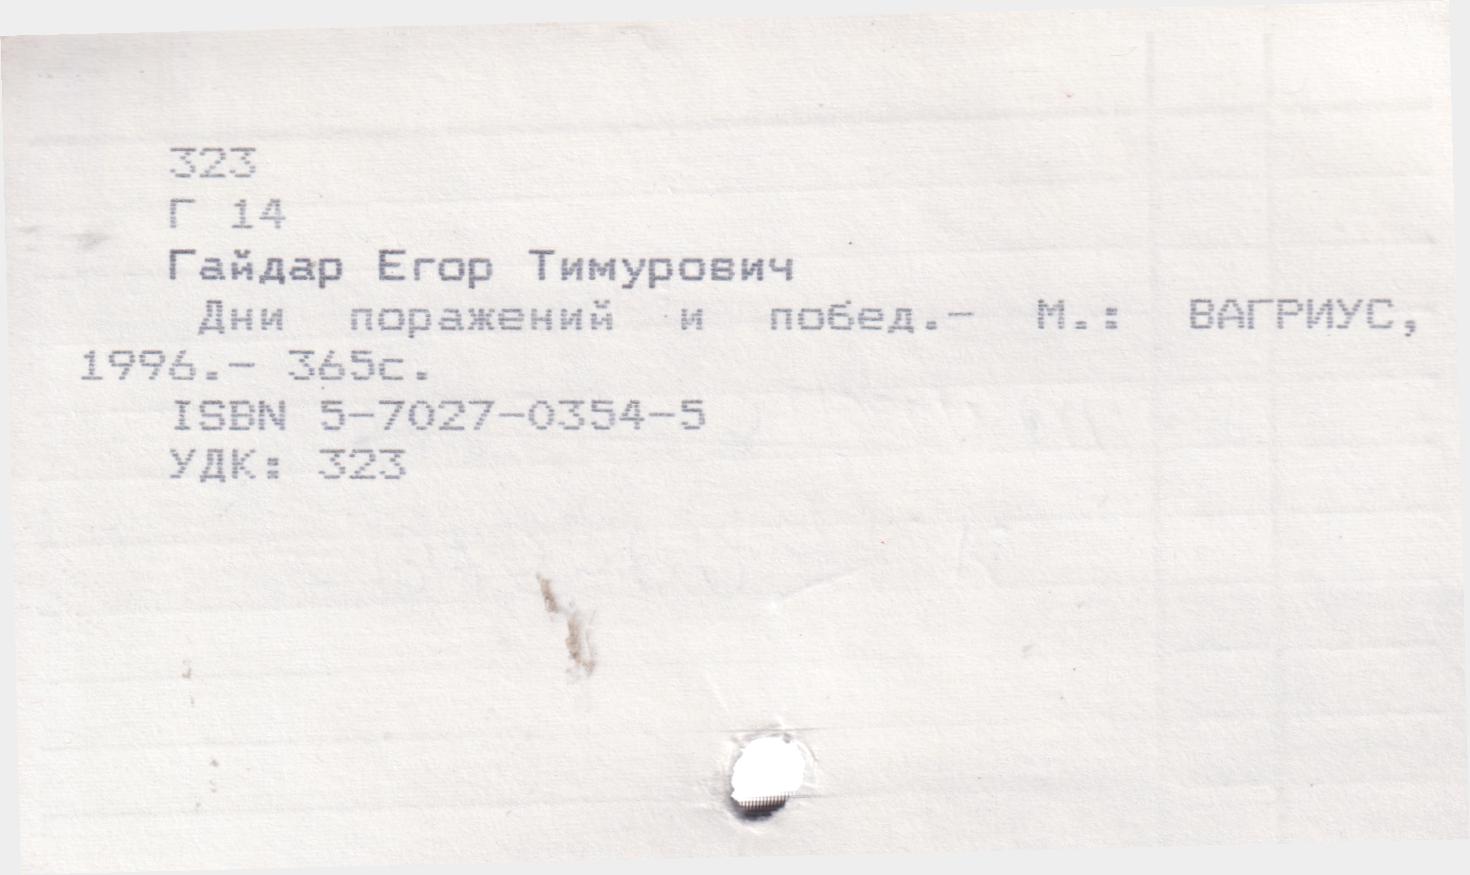 323
Г 14
Гайдар Егор Тимурович
Дни поражений и побед.- М.: ВАГРИУС,
1996.- 365с.
ISBN 5-7027-0354-5
УДК: 323